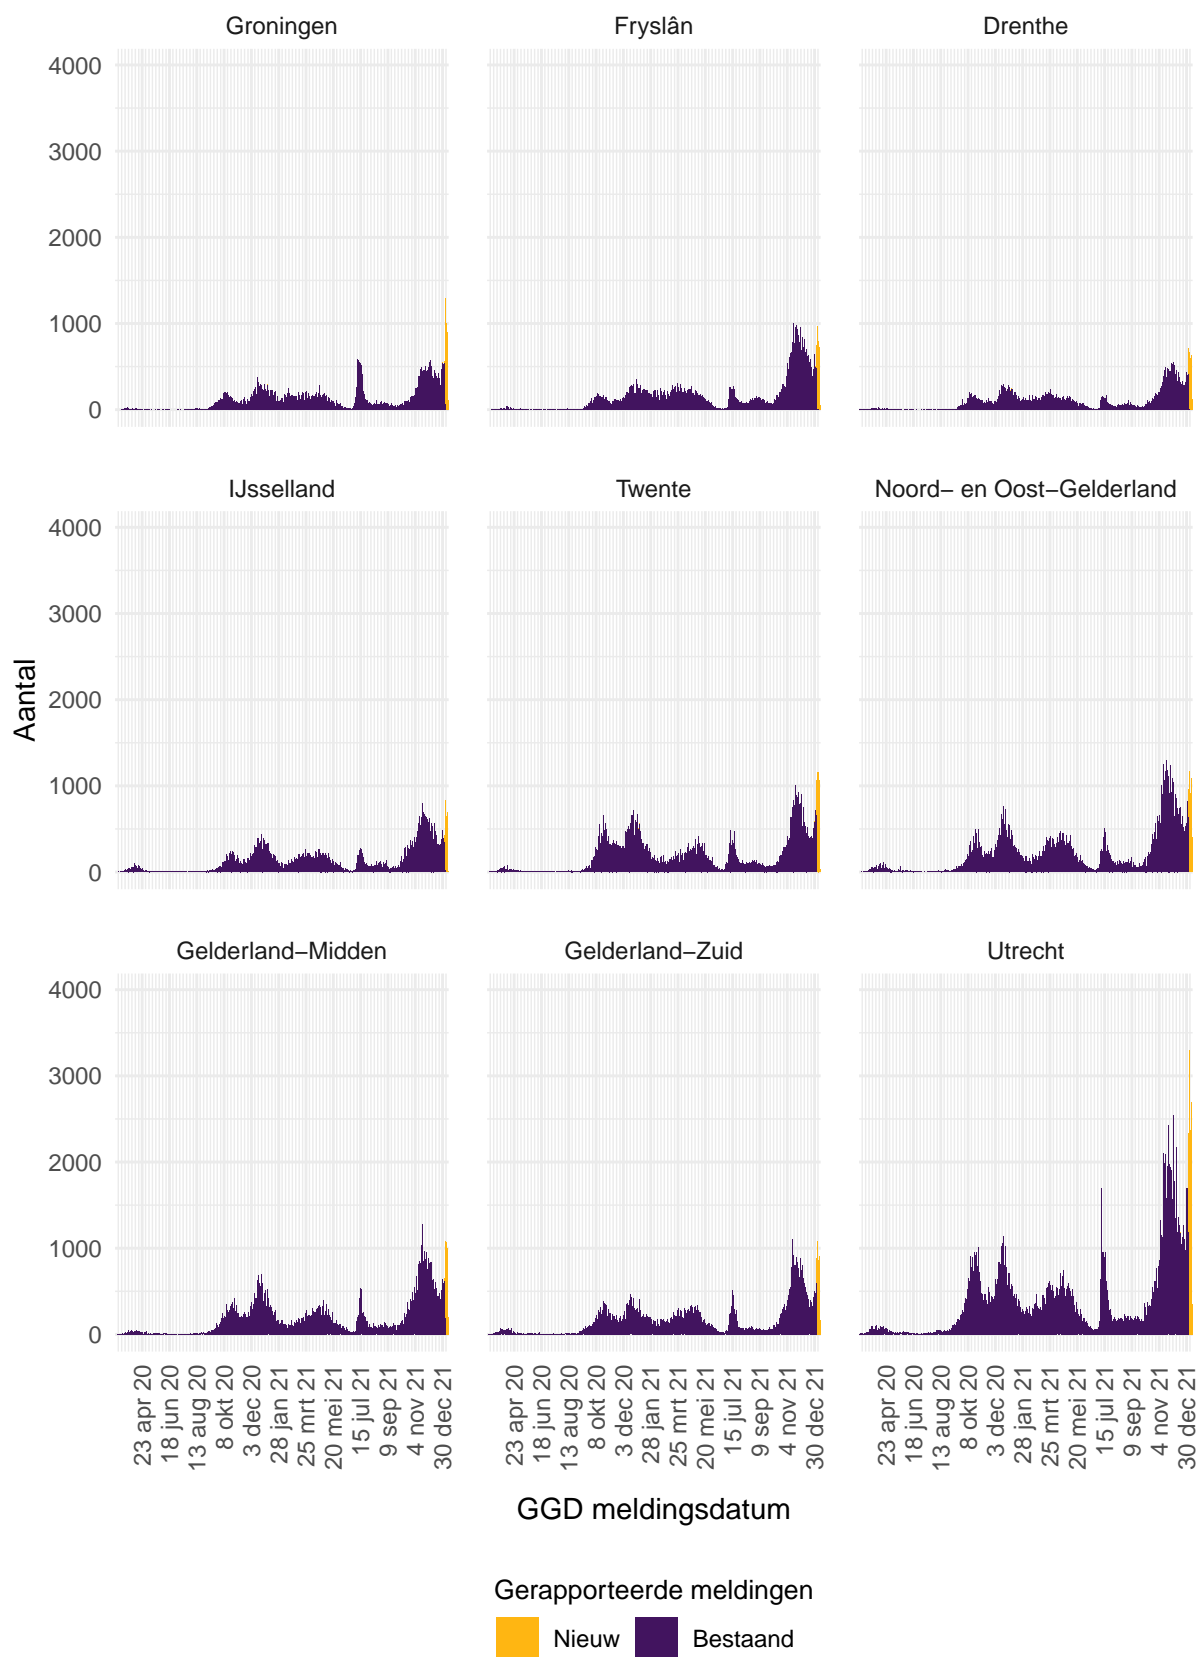 Groningen Fryslân Drenthe
4000
3000
2000
1000
0
IJsselland Twente Noord− en Oost−Gelderland
4000
3000
2000
1000
0
Gelderland−Midden Gelderland−Zuid Utrecht
4000
3000
2000
1000
0
Aantal
23 apr 20 18 jun 20 13 aug 20 8 okt 20 3 dec 20 28 jan 21 25 mrt 21 20 mei 21 15 jul 21 9 sep 21 4 nov 21 30 dec 21 23 apr 20 18 jun 20 13 aug 20 8 okt 20 3 dec 20 28 jan 21 25 mrt 21 20 mei 21 15 jul 21 9 sep 21 4 nov 21 30 dec 21 23 apr 20 18 jun 20 13 aug 20 8 okt 20 3 dec 20 28 jan 21 25 mrt 21 20 mei 21 15 jul 21 9 sep 21 4 nov 21 30 dec 21
GGD meldingsdatum
Gerapporteerde meldingen
Nieuw Bestaand